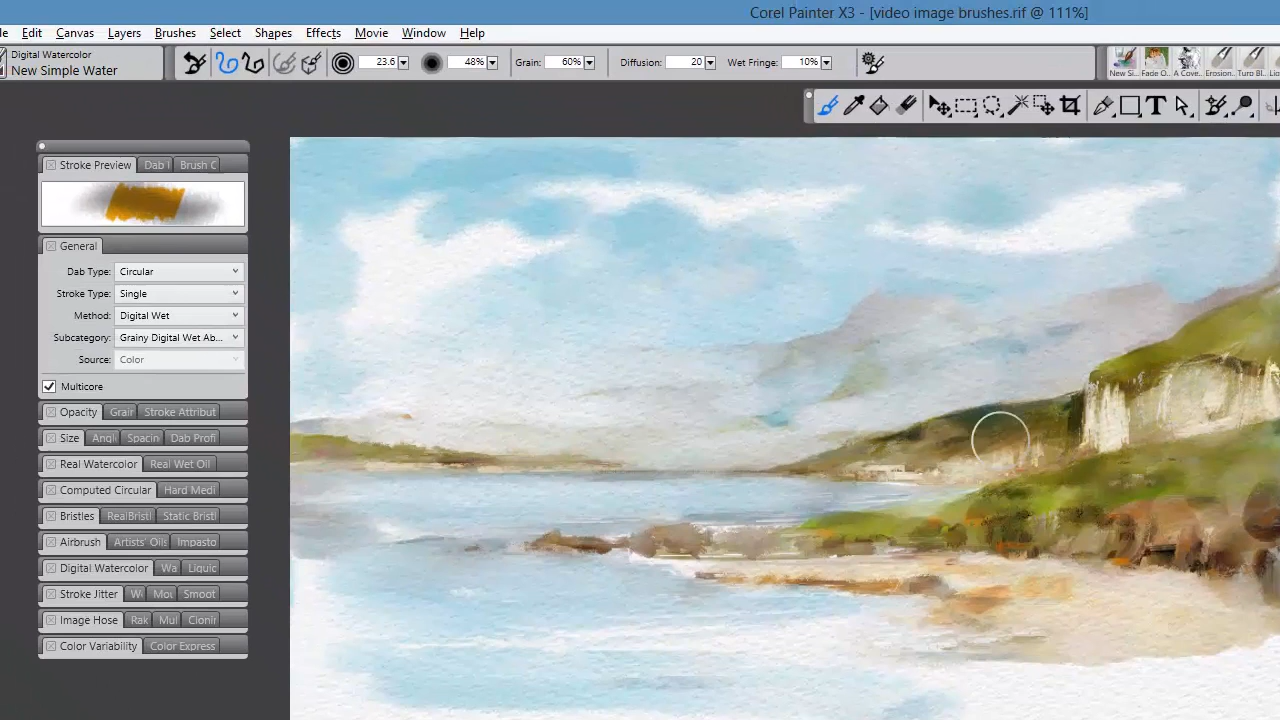 Corel Painter X3 - [video image brushes.rif @ 111%]
le Edit Canvas Layers Brushes Select Shapes Effects Movie Window Help
Digital Watercolor
New Simple Water
23.6 48% Grain: 60% Diffusion: 20 Wet Fringe: 10%
New Si... Fade O... A Cove... Erosion.. Turo Bl...
Stroke Preview Dab Brush C
General
Dab Type: Circular
Stroke Type: Single
Method: Digital Wet
Subcategory: Grainy Digital Wet Ab...
Source: Color
Multicore
Opacity Grair Stroke Attribut
Size Angl Spacin Dab Profi
Real Watercolor Real Wet Oil
Computed Circular Hard Medi
Bristles RealBristl Static Bristl
Airbrush Artists' Oils Impasto
Digital Watercolor Wa Liquic
Stroke Jitter W Mou Smoot
Image Hose Rak Mul Clonir
Color Variability Color Express